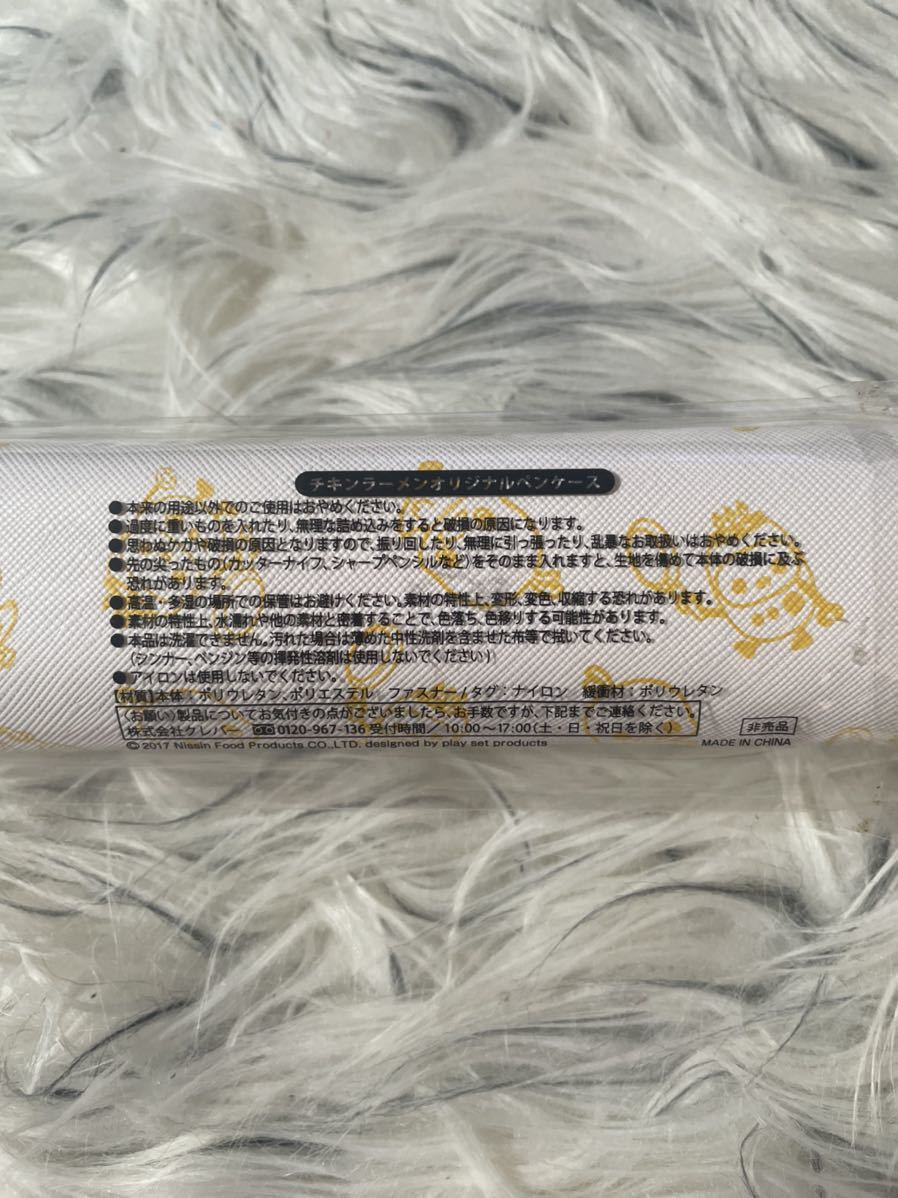 チキンラーメンオリジナルペンケース
●本来の用途以外でのご使用はおやめください。
●過度に重いものを入れたり、無理な詰め込みをすると破損の原因になります。
●思わぬケガや破損の原因となりますので、振り回したり、無理に引っ張ったり、乱暴なお取扱いはおやめください。
●先の尖ったもの(カッターナイフ、シャープペンシルなど)をそのまま入れますと、生地を傷めて本体の破損に及ぶ
恐れがあります。
●高温・多湿の場所での保管はお避けください。素材の特性上、変形、変色、収縮する恐れがあります。
●素材の特性上、水濡れや他の素材と密着することで、色落ち、色移りする可能性があります。
●本品は洗濯できません。汚れた場合は薄めた中性洗剤を含ませた布等で拭いてください。
(シンナー、ベンジン等の揮発性溶剤は使用しないでください)
●アイロンは使用しないでください。
【材質】本体：ポリウレタン、ポリエステル ファスナー/タグ：ナイロン 緩衝材：ポリウレタン
〈お願い〉製品についてお気付きの点がございましたら、お手数ですが、下記までご連絡ください。
株式会社クレバー 0120-967-136 受付時間／10:00〜17:00(土・日・祝日を除く)
非売品
© 2017 Nissin Food Products CO.,LTD. designed by play set products
MADE IN CHINA